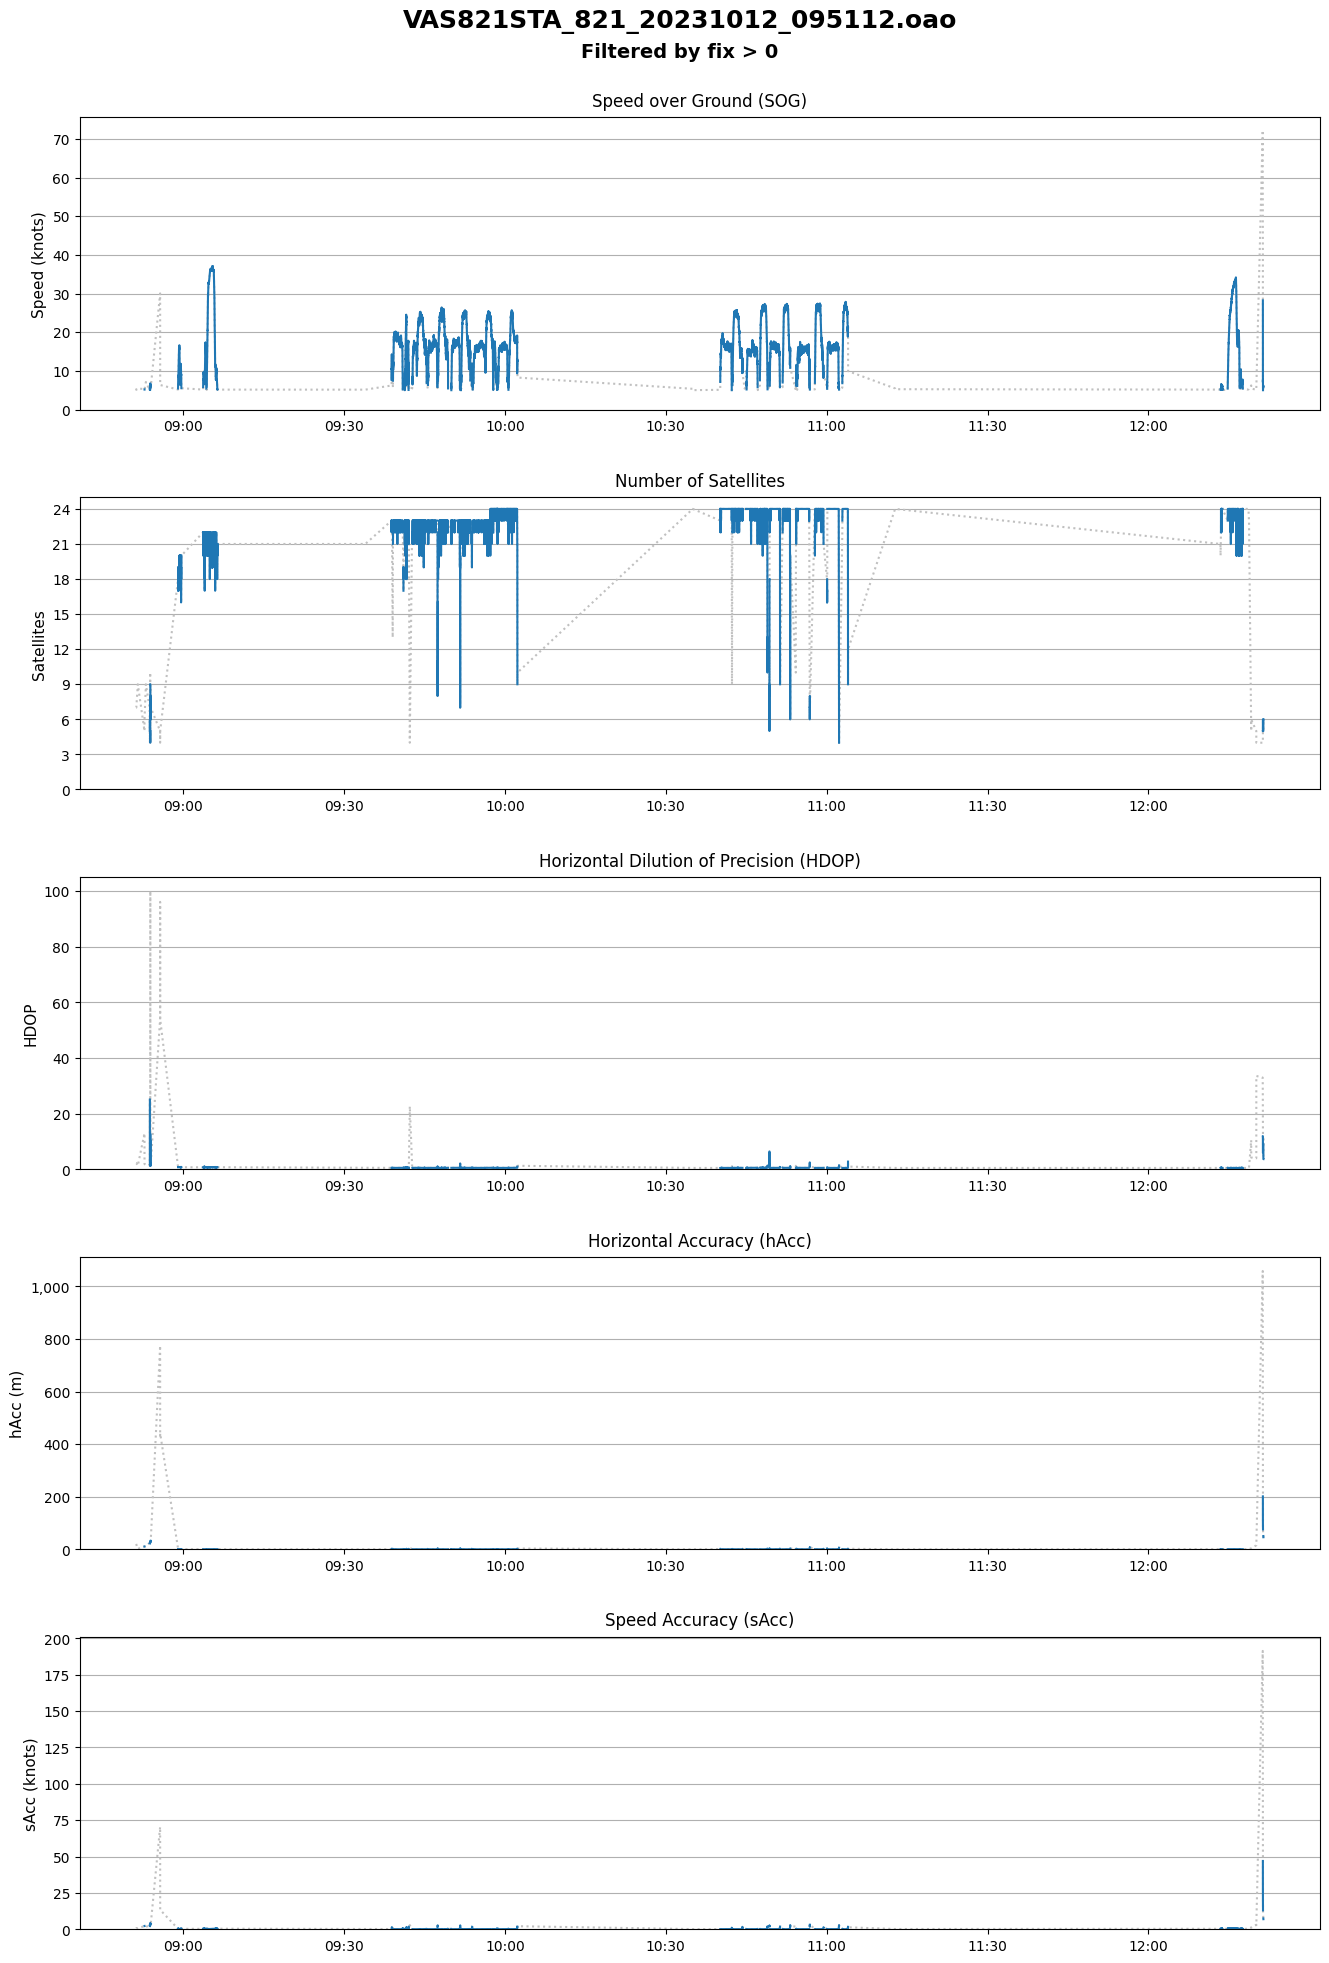 VAS821STA_821_20231012_095112.oao
Filtered by fix > 0
Speed over Ground (SOG)
Speed (knots)
70
60
50
40
30
20
10
0
09:00 09:30 10:00 10:30 11:00 11:30 12:00
Number of Satellites
Satellites
24
21
18
15
12
9
6
3
0
09:00 09:30 10:00 10:30 11:00 11:30 12:00
Horizontal Dilution of Precision (HDOP)
HDOP
100
80
60
40
20
0
09:00 09:30 10:00 10:30 11:00 11:30 12:00
Horizontal Accuracy (hAcc)
hAcc (m)
1,000
800
600
400
200
0
09:00 09:30 10:00 10:30 11:00 11:30 12:00
Speed Accuracy (sAcc)
sAcc (knots)
200
175
150
125
100
75
50
25
0
09:00 09:30 10:00 10:30 11:00 11:30 12:00